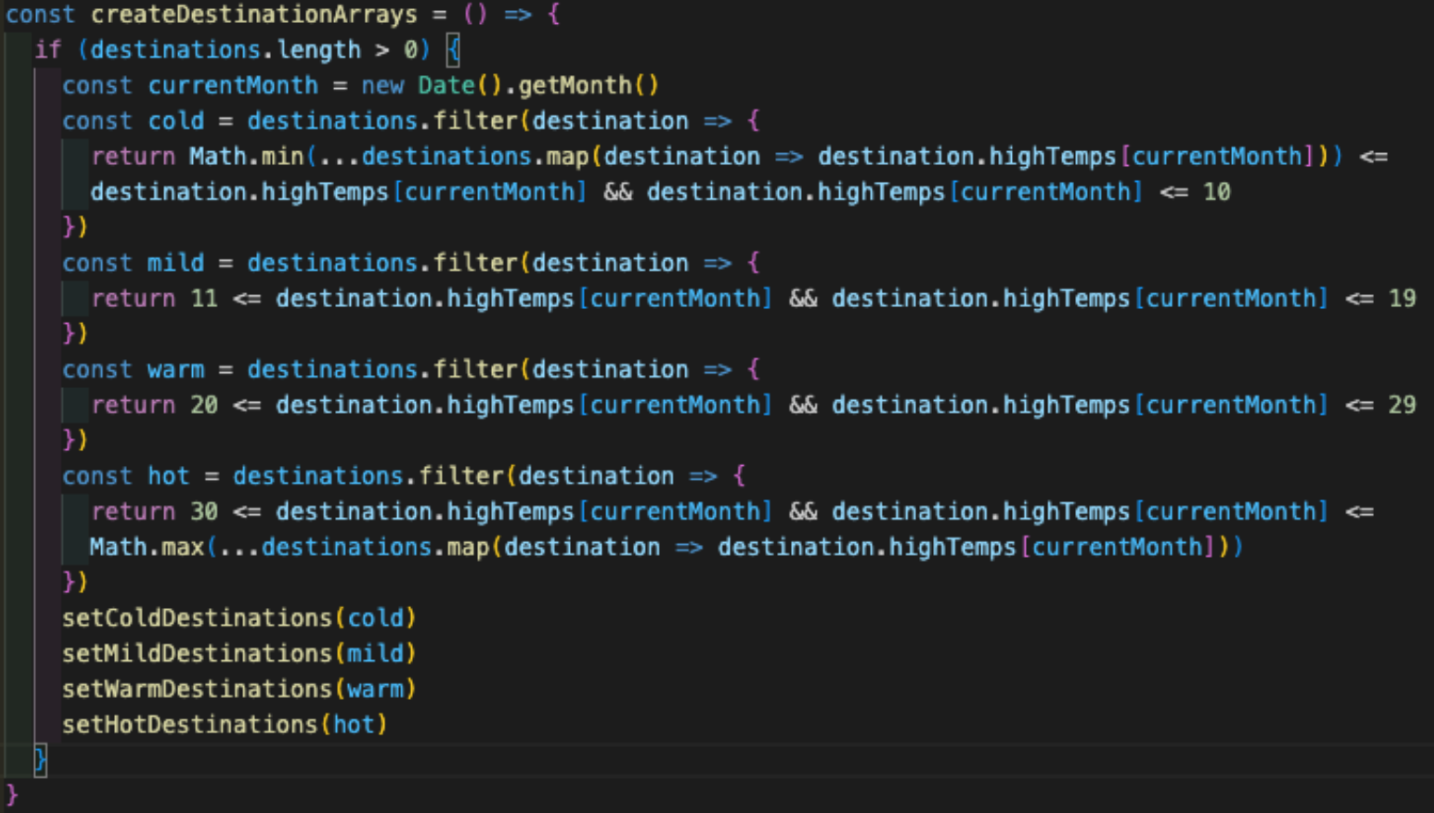 const createDestinationArrays = () => {
if (destinations.length > 0) {
const currentMonth = new Date().getMonth()
const cold = destinations.filter(destination => {
return Math.min(...destinations.map(destination => destination.highTemps[currentMonth])) <=
destination.highTemps[currentMonth] && destination.highTemps[currentMonth] <= 10
})
const mild = destinations.filter(destination => {
return 11 <= destination.highTemps[currentMonth] && destination.highTemps[currentMonth] <= 19
})
const warm = destinations.filter(destination => {
return 20 <= destination.highTemps[currentMonth] && destination.highTemps[currentMonth] <= 29
})
const hot = destinations.filter(destination => {
return 30 <= destination.highTemps[currentMonth] && destination.highTemps[currentMonth] <=
Math.max(...destinations.map(destination => destination.highTemps[currentMonth]))
})
setColdDestinations(cold)
setMildDestinations(mild)
setWarmDestinations(warm)
setHotDestinations(hot)
}
}